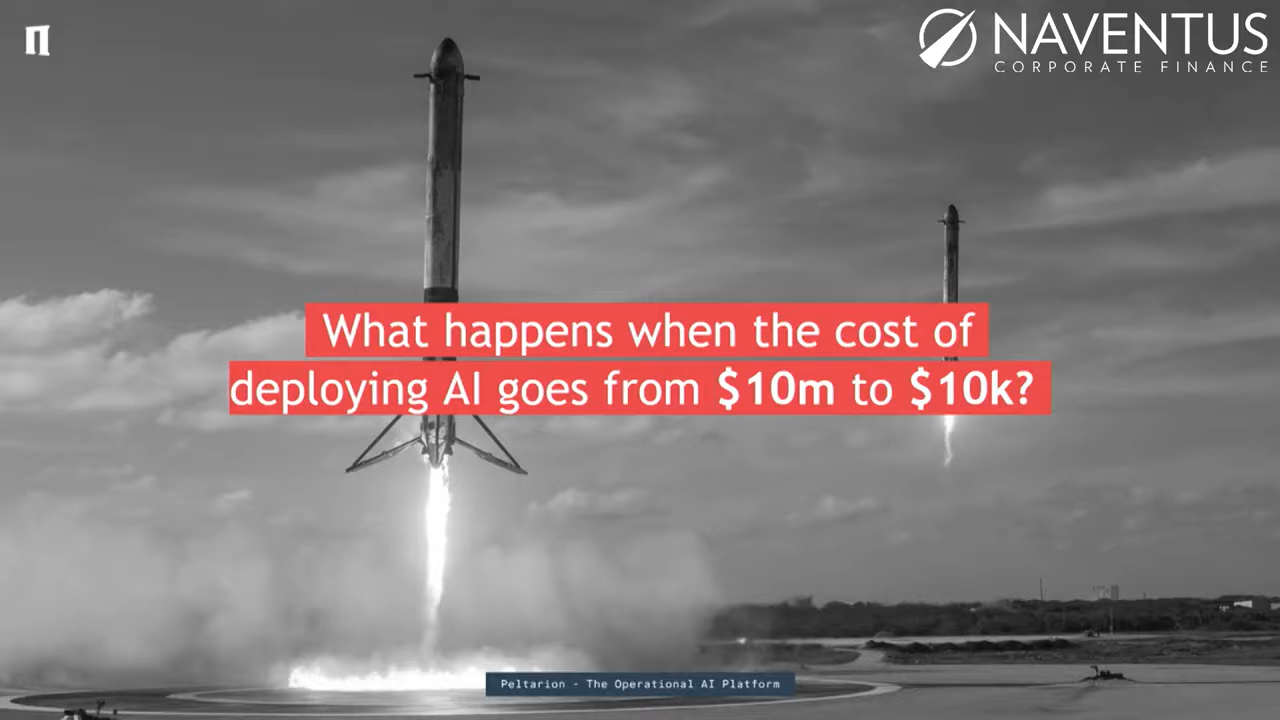 NAVENTUS
CORPORATE FINANCE
What happens when the cost of
deploying AI goes from $10m to $10k?
Peltarion - The Operational AI Platform